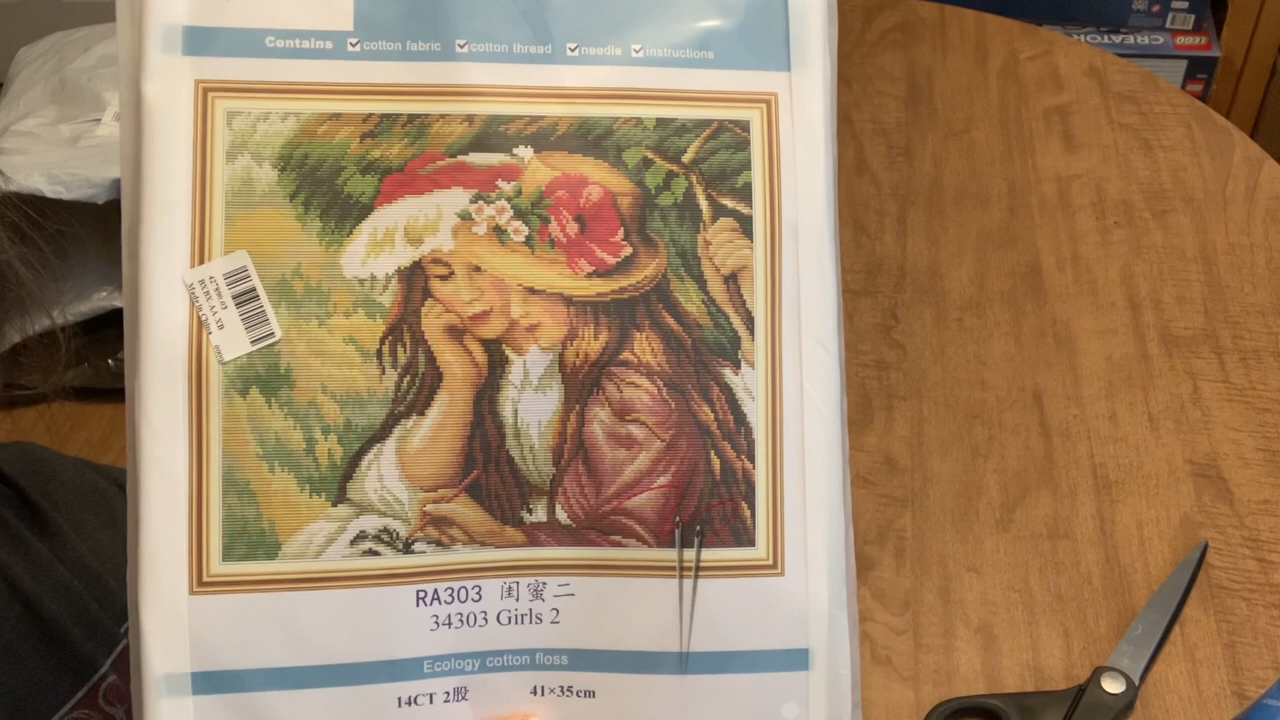 Contains ☑ cotton fabric ☑ cotton thread ☑ needle ☑ instructions
CREATOR
LEGO
Made in China
RA303 闺蜜二
34303 Girls 2
Ecology cotton floss
14CT 2股 41×35cm